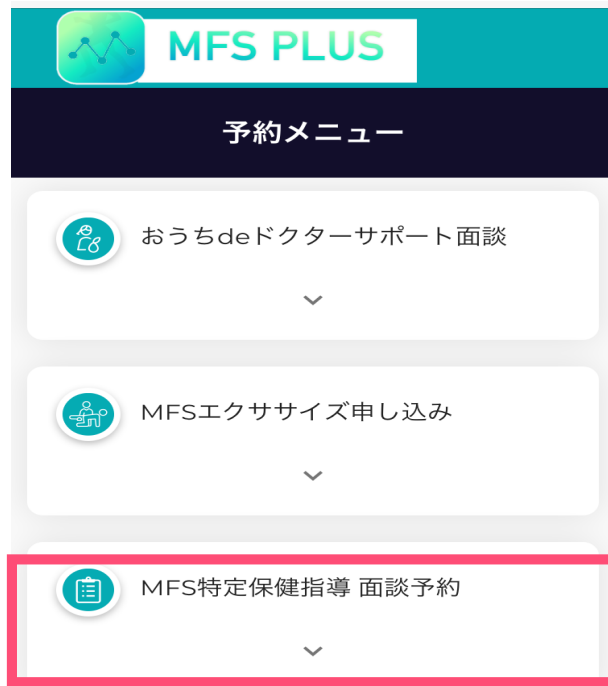 MFS PLUS
予約メニュー
おうちdeドクターサポート面談
MFSエクササイズ申し込み
MFS特定保健指導 面談予約